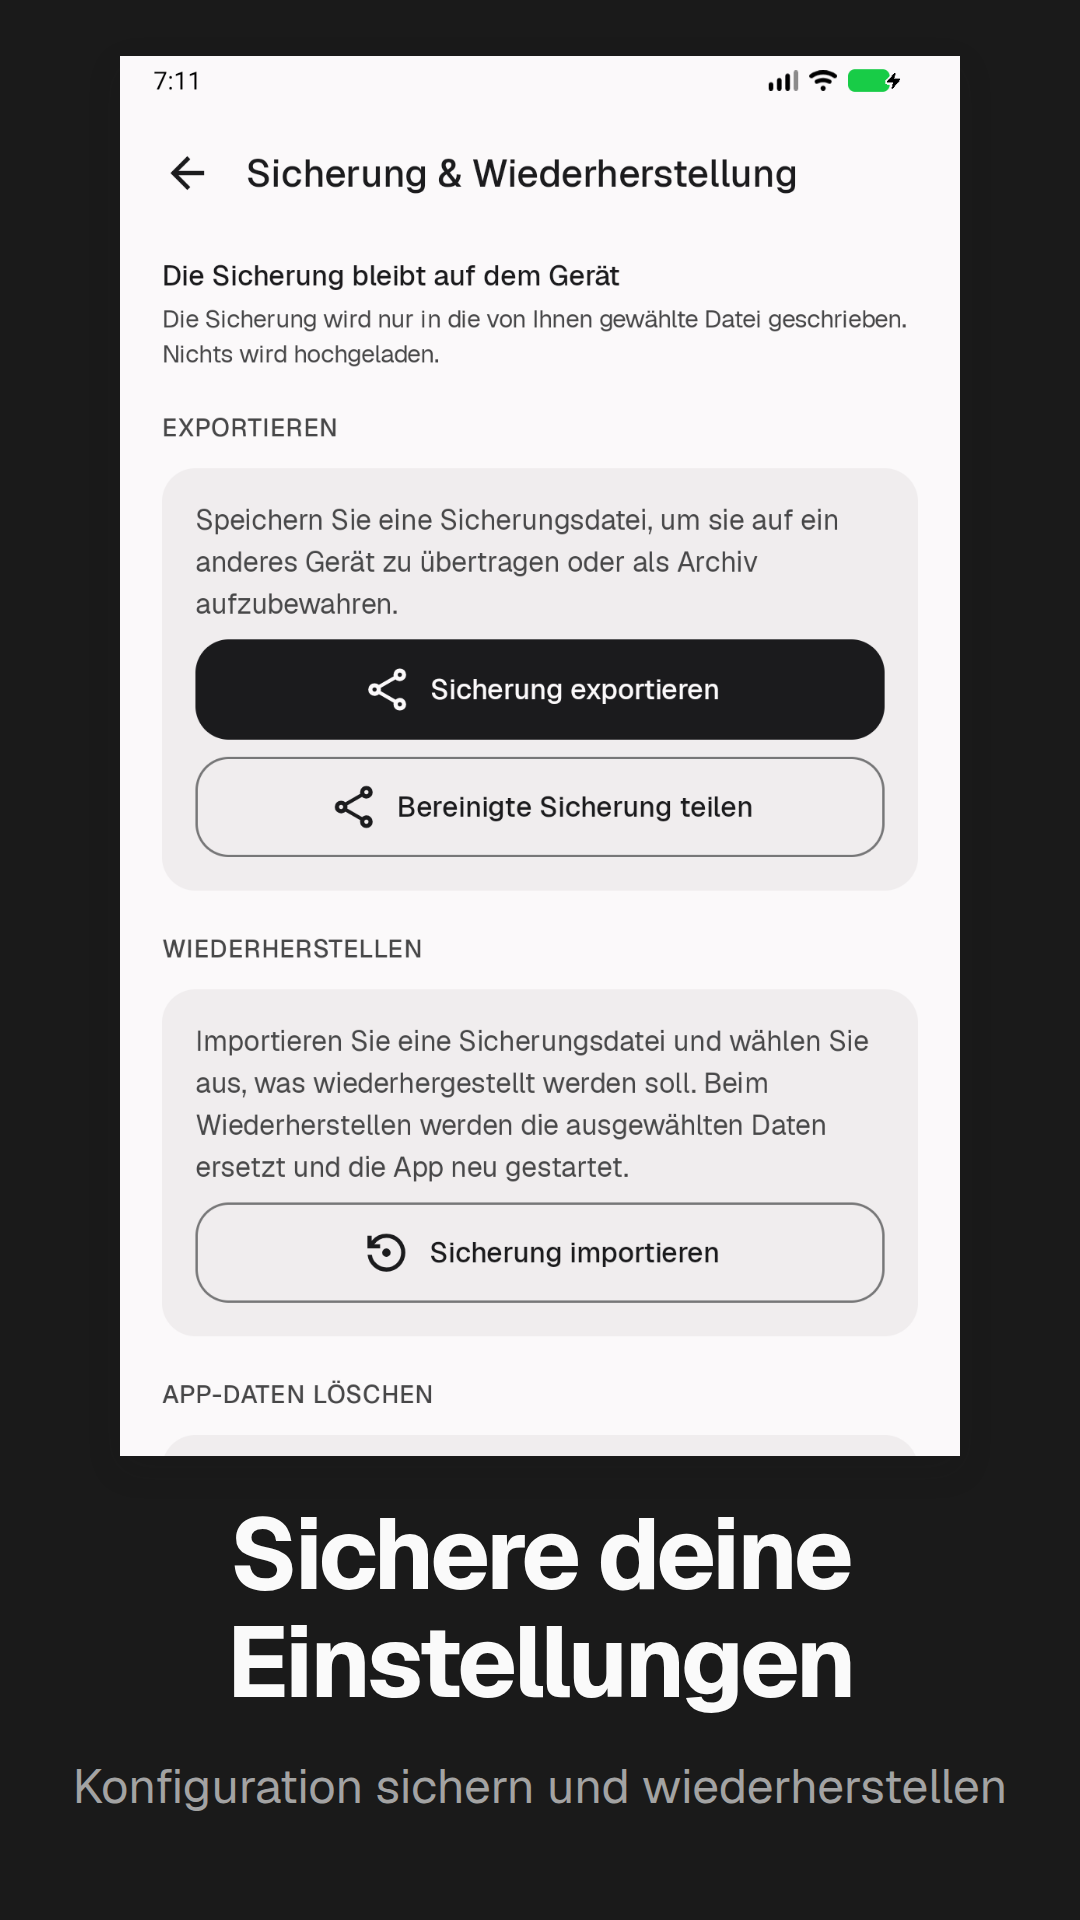 7:11
Sicherung & Wiederherstellung
Die Sicherung bleibt auf dem Gerät
Die Sicherung wird nur in die von Ihnen gewählte Datei geschrieben.
Nichts wird hochgeladen.
EXPORTIEREN
Speichern Sie eine Sicherungsdatei, um sie auf ein
anderes Gerät zu übertragen oder als Archiv
aufzubewahren.
Sicherung exportieren
Bereinigte Sicherung teilen
WIEDERHERSTELLEN
Importieren Sie eine Sicherungsdatei und wählen Sie
aus, was wiederhergestellt werden soll. Beim
Wiederherstellen werden die ausgewählten Daten
ersetzt und die App neu gestartet.
Sicherung importieren
APP-DATEN LÖSCHEN
Sichere deine
Einstellungen
Konfiguration sichern und wiederherstellen